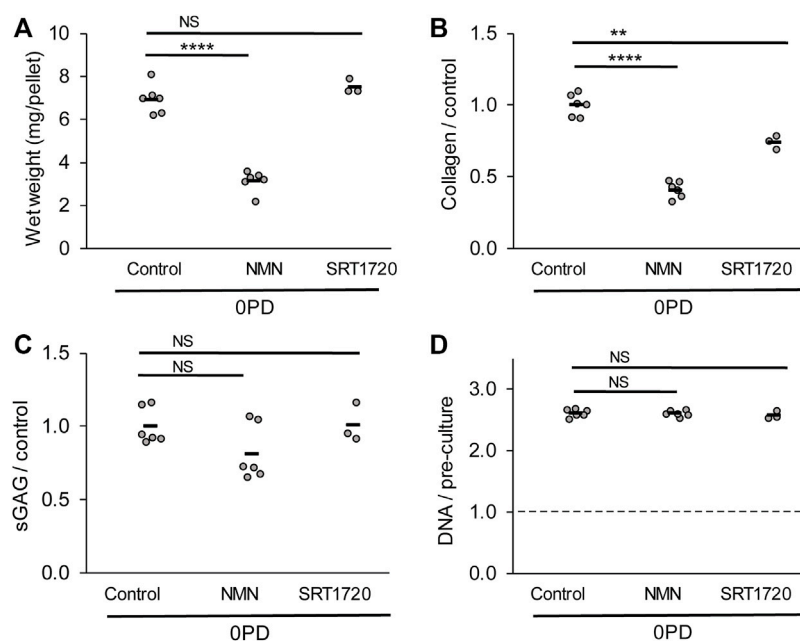 A
NS
****
Wet weight (mg/pellet)
10
8
6
4
2
0
Control NMN SRT1720
0PD
B
**
****
Collagen / control
1.5
1.0
0.5
0.0
Control NMN SRT1720
0PD
C
NS
NS
sGAG / control
1.5
1.0
0.5
0.0
Control NMN SRT1720
0PD
D
NS
NS
DNA / pre-culture
3.0
2.0
1.0
0.0
Control NMN SRT1720
0PD